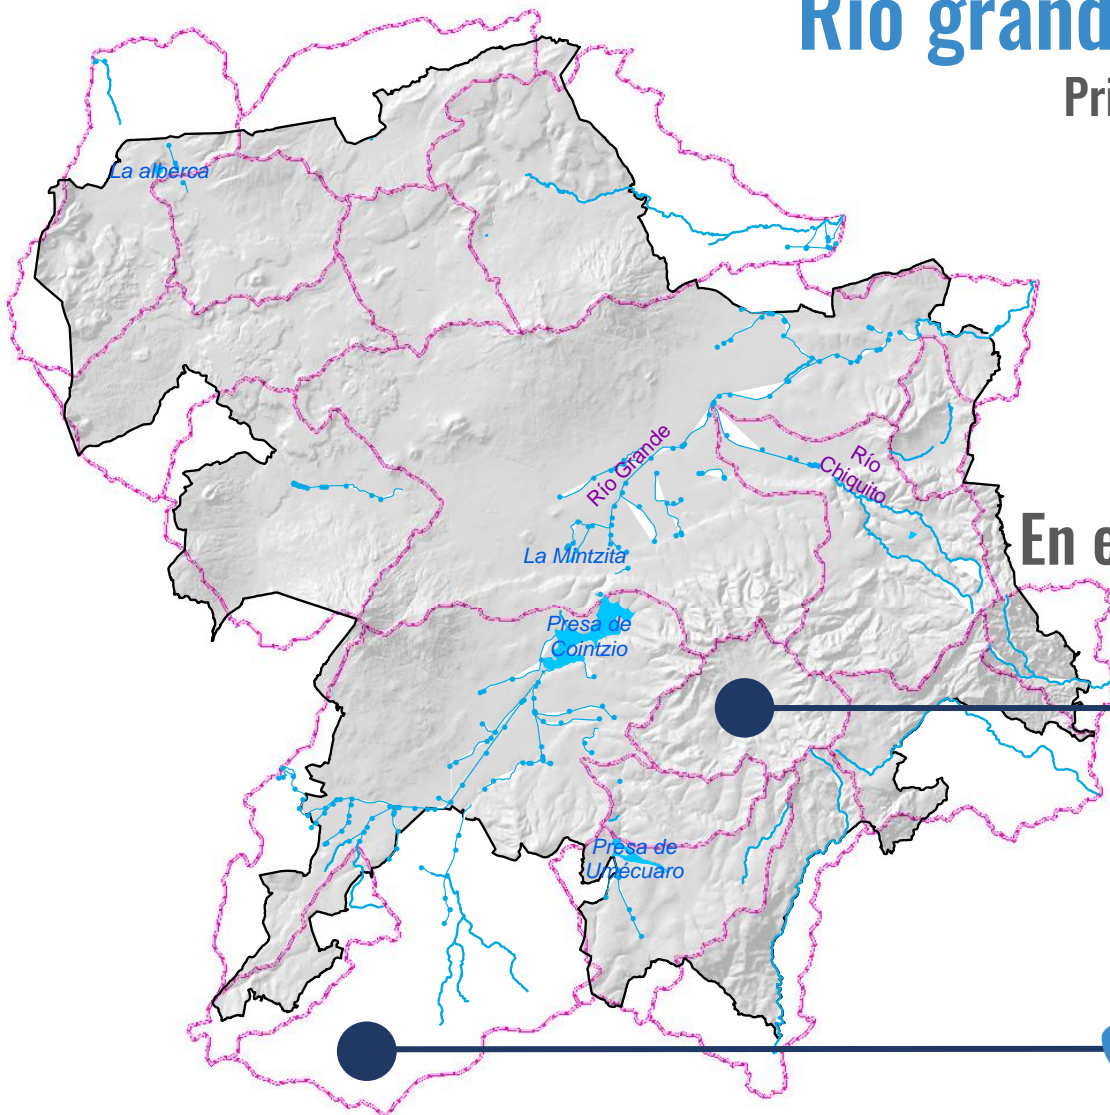 Río grand
Pri
La alberca
Río Grande
Río
Chiquito
En e
La Mintzita
Presa de
Cointzio
Presa de
Umécuaro